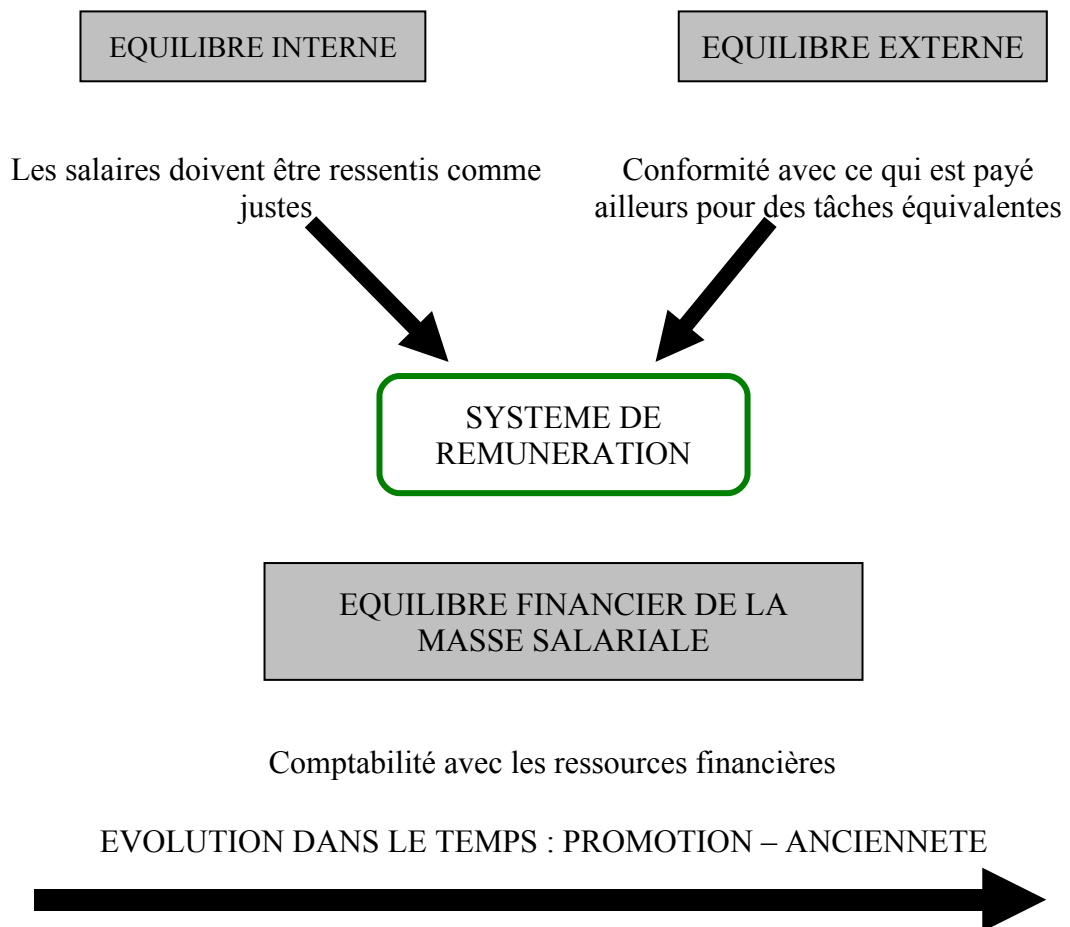 EQUILIBRE INTERNE
EQUILIBRE EXTERNE
Les salaires doivent être ressentis comme
justes
Conformité avec ce qui est payé
ailleurs pour des tâches équivalentes
SYSTEME DE
REMUNERATION
EQUILIBRE FINANCIER DE LA
MASSE SALARIALE
Comptabilité avec les ressources financières
EVOLUTION DANS LE TEMPS : PROMOTION – ANCIENNETE